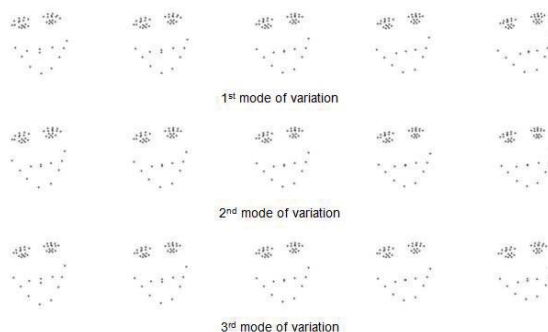 1st mode of variation
2nd mode of variation
3rd mode of variation